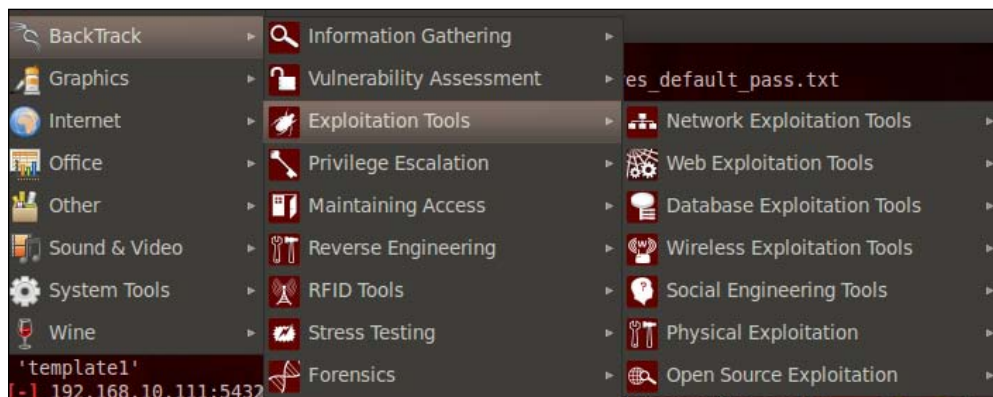 BackTrack
Graphics
Internet
Office
Other
Sound & Video
System Tools
Wine
Information Gathering
Vulnerability Assessment
Exploitation Tools
Privilege Escalation
Maintaining Access
Reverse Engineering
RFID Tools
Stress Testing
Forensics
es_default_pass.txt
Network Exploitation Tools
Web Exploitation Tools
Database Exploitation Tools
Wireless Exploitation Tools
Social Engineering Tools
Physical Exploitation
Open Source Exploitation
'template1'
[-] 192.168.10.111:5432